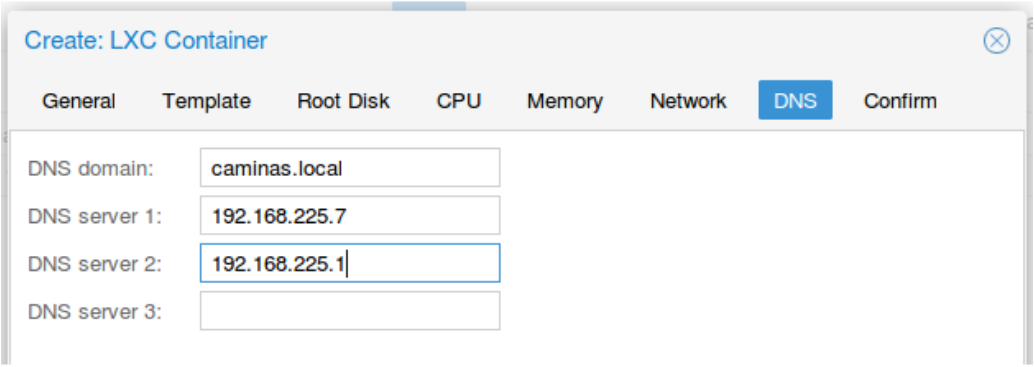 Create: LXC Container
General Template Root Disk CPU Memory Network DNS Confirm
DNS domain: caminas.local
DNS server 1: 192.168.225.7
DNS server 2: 192.168.225.1
DNS server 3: